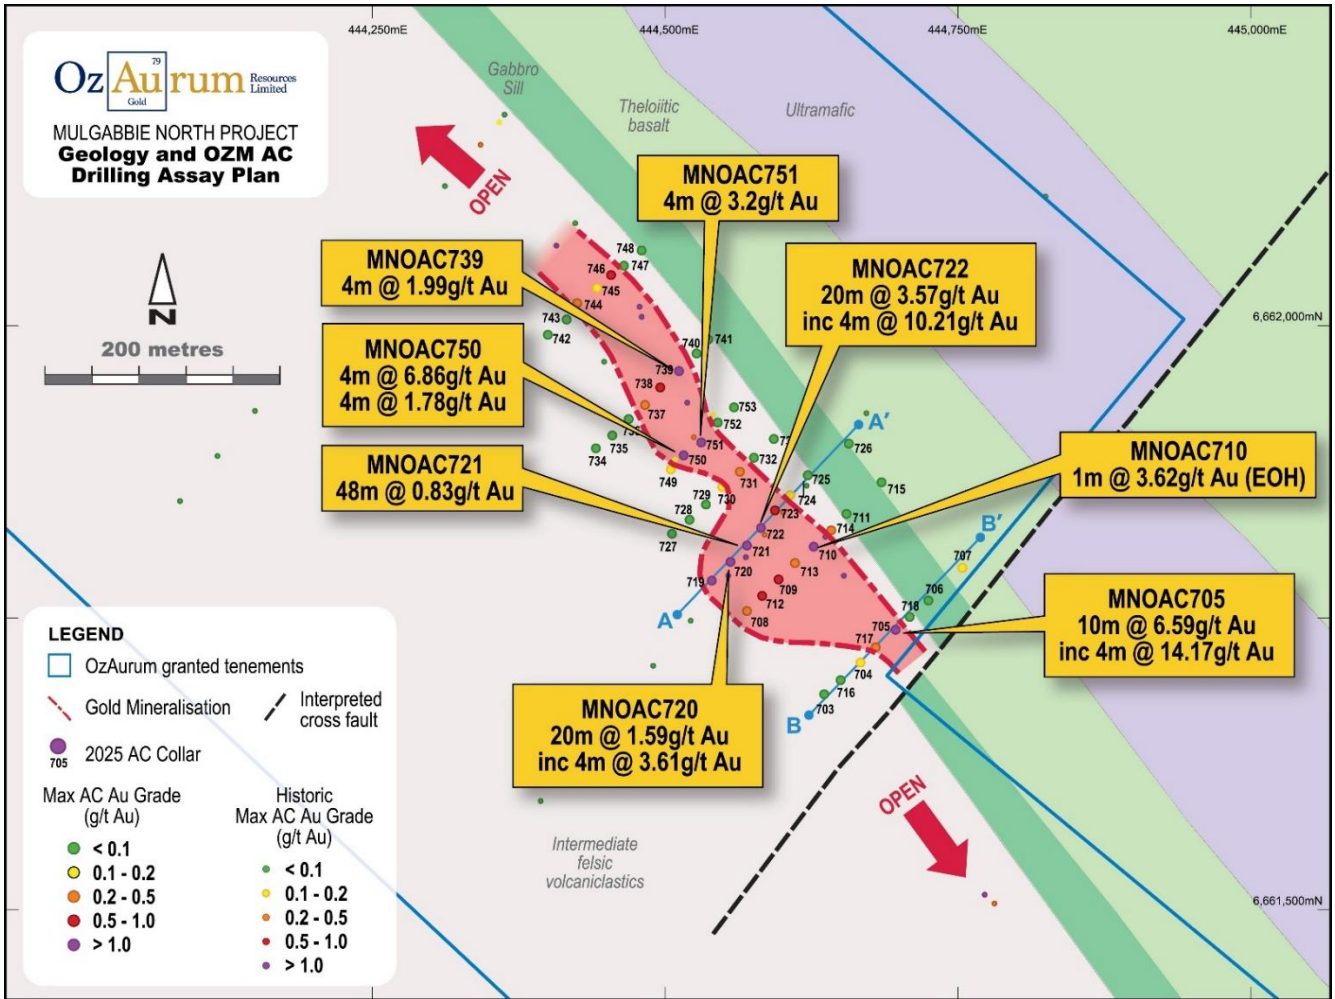 444,250mE
444,500mE
444,750mE
445,000mE
79
Oz Au rum Resources
Limited
Gold
MULGABBIE NORTH PROJECT
Geology and OZM AC
Drilling Assay Plan
Gabbro
Sill
Theloiitic
basalt
Ultramafic
OPEN
N
200 metres
MNOAC751
4m @ 3.2g/t Au
MNOAC739
4m @ 1.99g/t Au
MNOAC722
20m @ 3.57g/t Au
inc 4m @ 10.21g/t Au
6,662,000mN
MNOAC750
4m @ 6.86g/t Au
4m @ 1.78g/t Au
MNOAC721
48m @ 0.83g/t Au
MNOAC710
1m @ 3.62g/t Au (EOH)
748
747
746
745
744
743
742
741
740
739
738
737
735
734
753
752
751
750
749
732
731
730
729
728
727
726
725
724
723
722
721
720
719
715
711
714
710
713
709
712
708
707
706
718
705
717
704
716
703
A
A'
B
B'
MNOAC705
10m @ 6.59g/t Au
inc 4m @ 14.17g/t Au
MNOAC720
20m @ 1.59g/t Au
inc 4m @ 3.61g/t Au
OPEN
Intermediate
felsic
volcaniclastics
6,661,500mN
LEGEND
OzAurum granted tenements
Gold Mineralisation
Interpreted
cross fault
705
2025 AC Collar
Max AC Au Grade
(g/t Au)
< 0.1
0.1 - 0.2
0.2 - 0.5
0.5 - 1.0
> 1.0
Historic
Max AC Au Grade
(g/t Au)
< 0.1
0.1 - 0.2
0.2 - 0.5
0.5 - 1.0
> 1.0